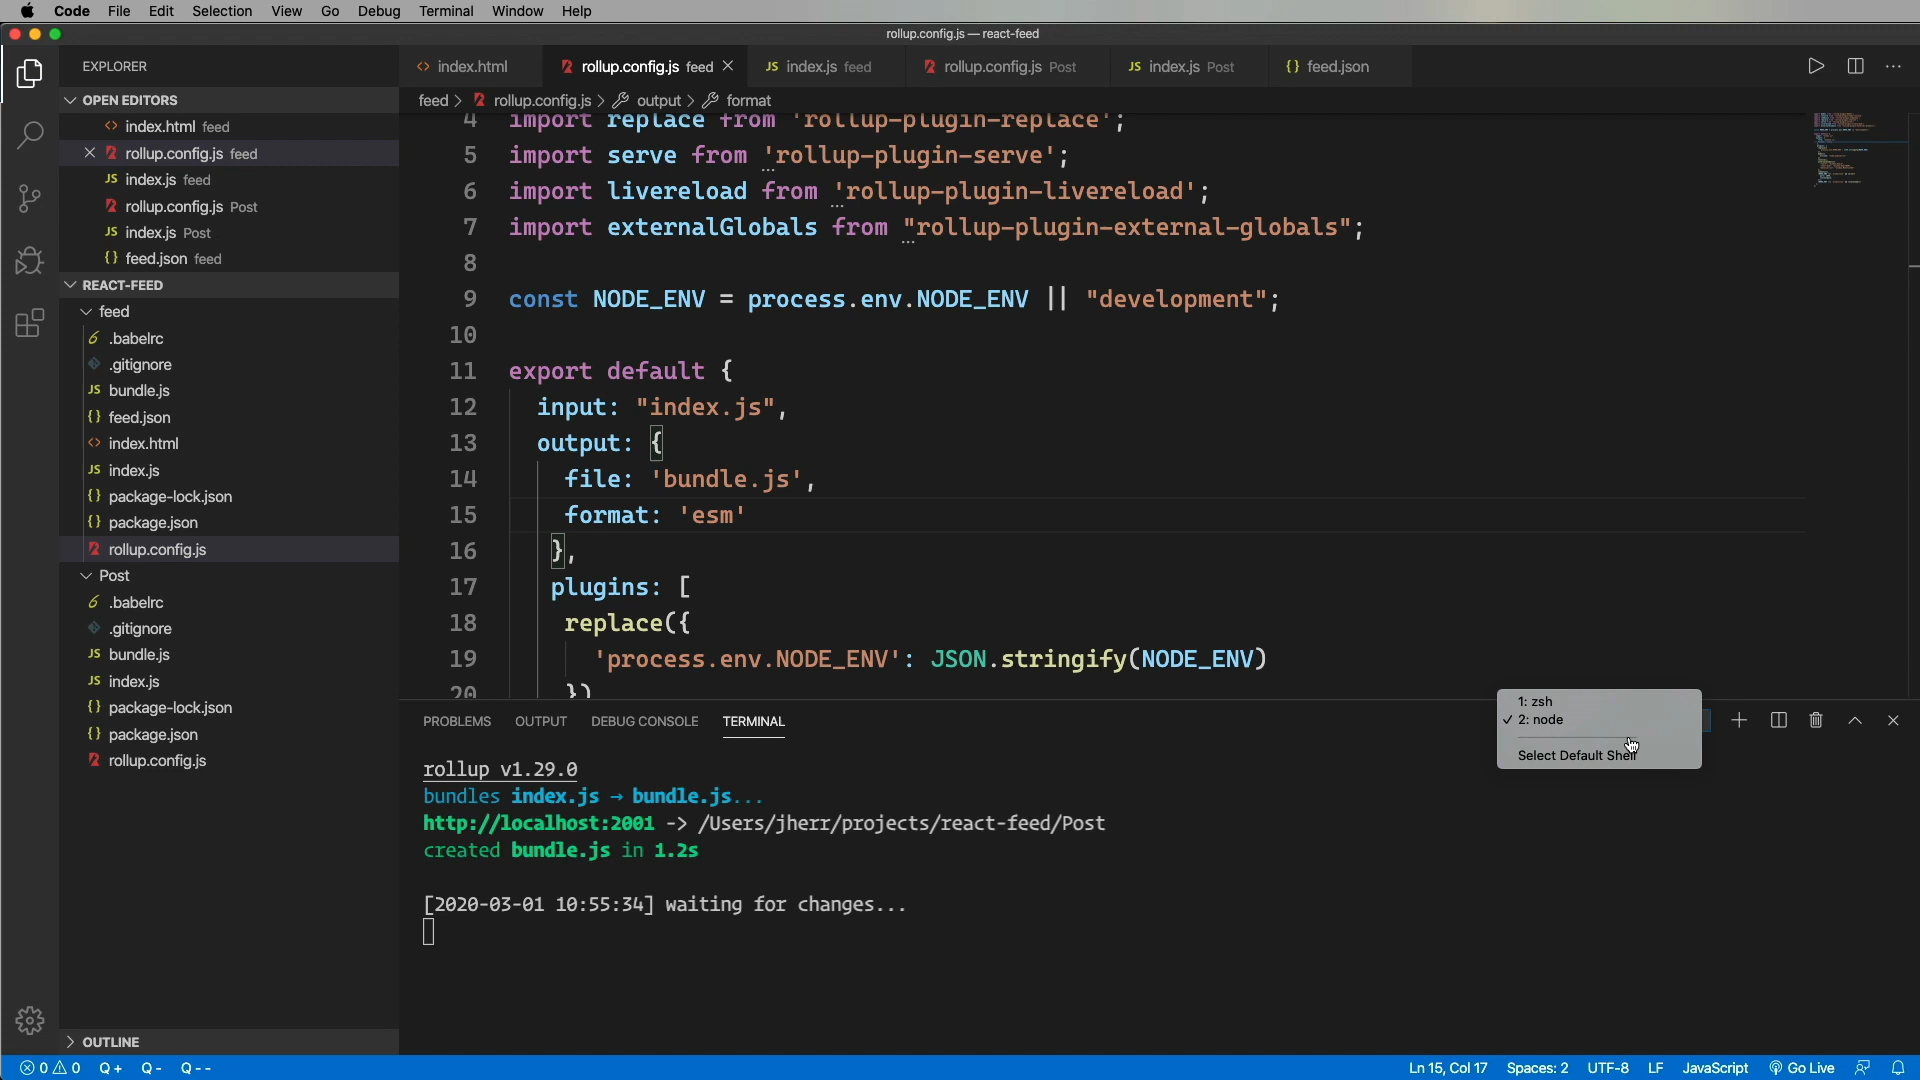 Code File Edit Selection View Go Debug Terminal Window Help
rollup.config.js — react-feed
EXPLORER
OPEN EDITORS
index.html feed
rollup.config.js feed
index.js feed
rollup.config.js Post
index.js Post
feed.json feed
REACT-FEED
feed
.babelrc
.gitignore
JS bundle.js
{} feed.json
<> index.html
JS index.js
{} package-lock.json
{} package.json
rollup.config.js
Post
.babelrc
.gitignore
JS bundle.js
JS index.js
{} package-lock.json
{} package.json
rollup.config.js
OUTLINE
<> index.html rollup.config.js feed JS index.js feed rollup.config.js Post JS index.js Post {} feed.json
feed > rollup.config.js > output > format
4 import replace from 'rollup-plugin-replace';
5 import serve from 'rollup-plugin-serve';
6 import livereload from 'rollup-plugin-livereload';
7 import externalGlobals from "rollup-plugin-external-globals";
8
9 const NODE_ENV = process.env.NODE_ENV || "development";
10
11 export default {
12 input: "index.js",
13 output: {
14 file: 'bundle.js',
15 format: 'esm'
16 },
17 plugins: [
18 replace({
19 'process.env.NODE_ENV': JSON.stringify(NODE_ENV)
20 })
PROBLEMS OUTPUT DEBUG CONSOLE TERMINAL
1: zsh
✓ 2: node
Select Default Shell
rollup v1.29.0
bundles index.js → bundle.js...
http://localhost:2001 -> /Users/jherr/projects/react-feed/Post
created bundle.js in 1.2s
[2020-03-01 10:55:34] waiting for changes...
0 0 Q+ Q- Q-- Ln 15, Col 17 Spaces: 2 UTF-8 LF JavaScript Go Live